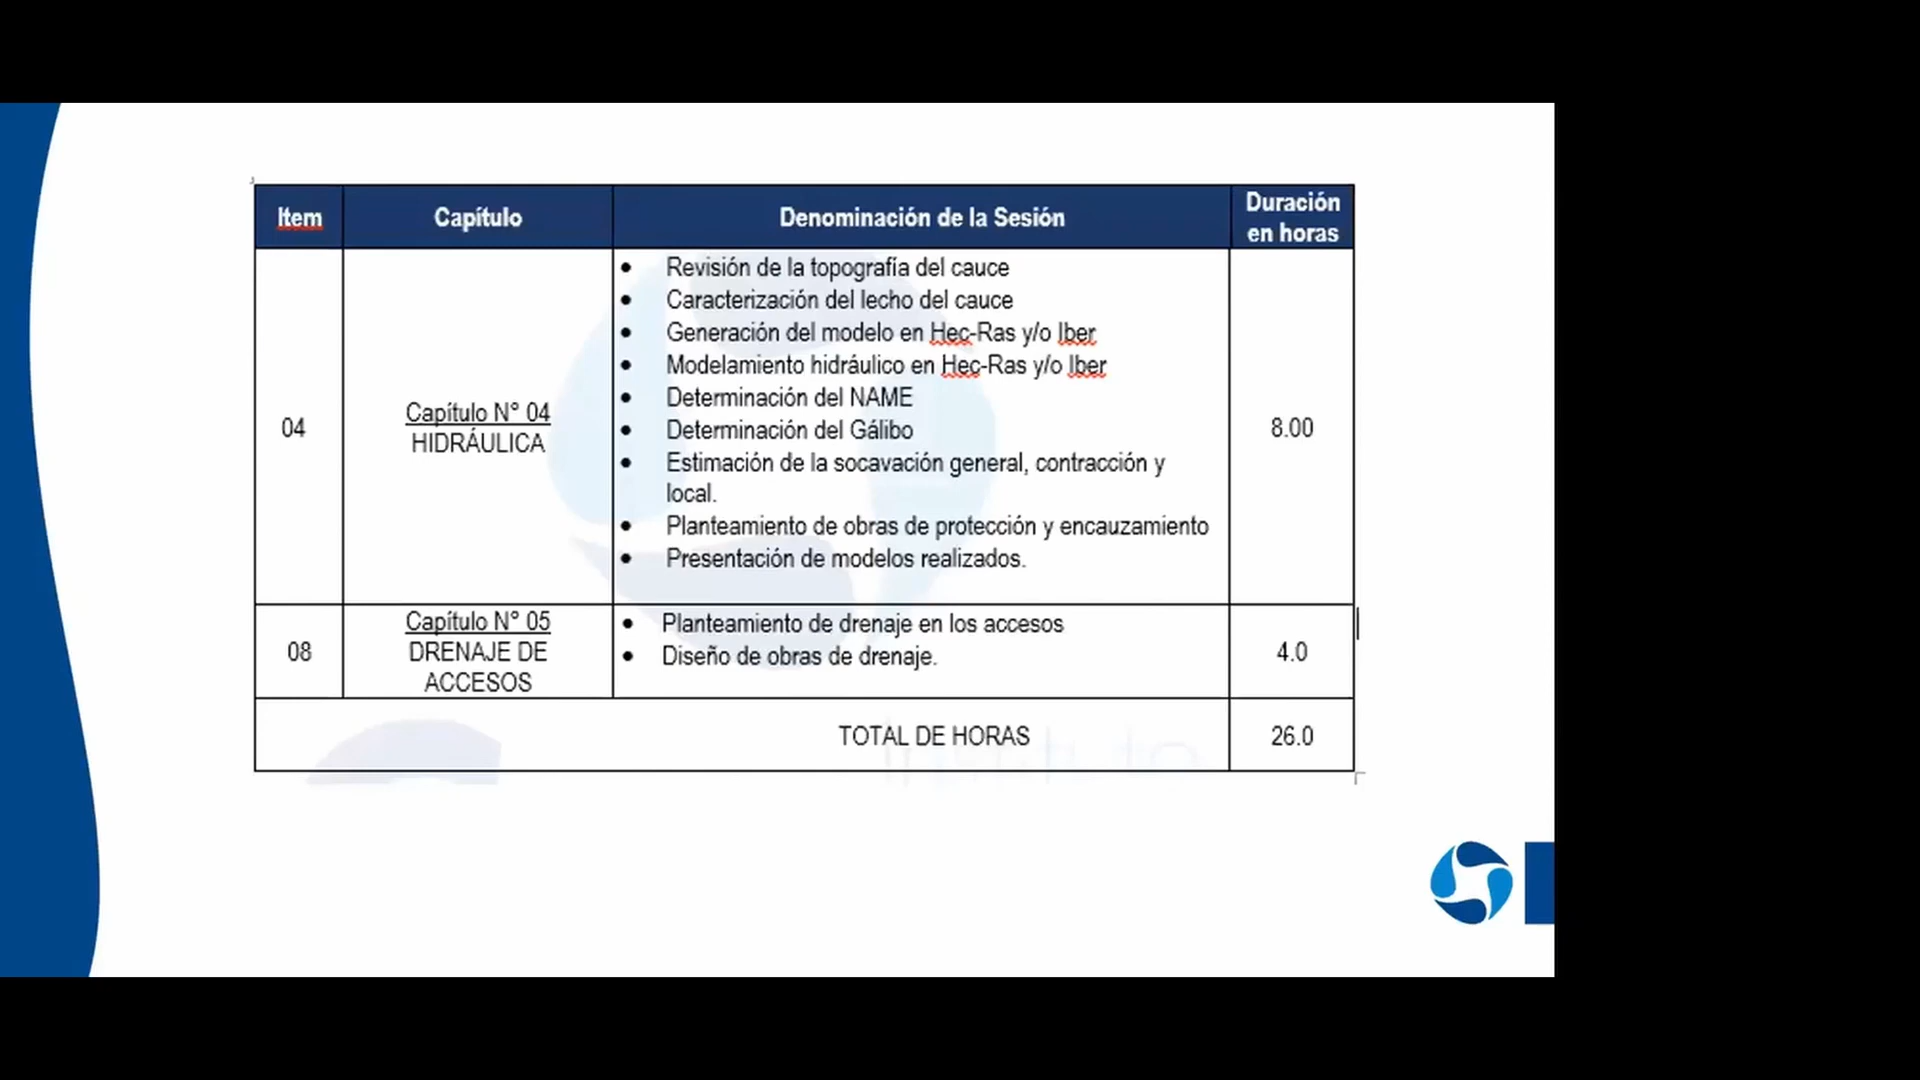 Item Capítulo Denominación de la Sesión Duración en horas
• Revisión de la topografía del cauce
• Caracterización del lecho del cauce
• Generación del modelo en Hec-Ras y/o Iber
• Modelamiento hidráulico en Hec-Ras y/o Iber
• Determinación del NAME
04 Capítulo N° 04
HIDRÁULICA
• Determinación del Gálibo
8.00
• Estimación de la socavación general, contracción y
local.
• Planteamiento de obras de protección y encauzamiento
• Presentación de modelos realizados.
08 Capítulo N° 05
DRENAJE DE
ACCESOS
• Planteamiento de drenaje en los accesos
• Diseño de obras de drenaje.
4.0
TOTAL DE HORAS 26.0
Instituto